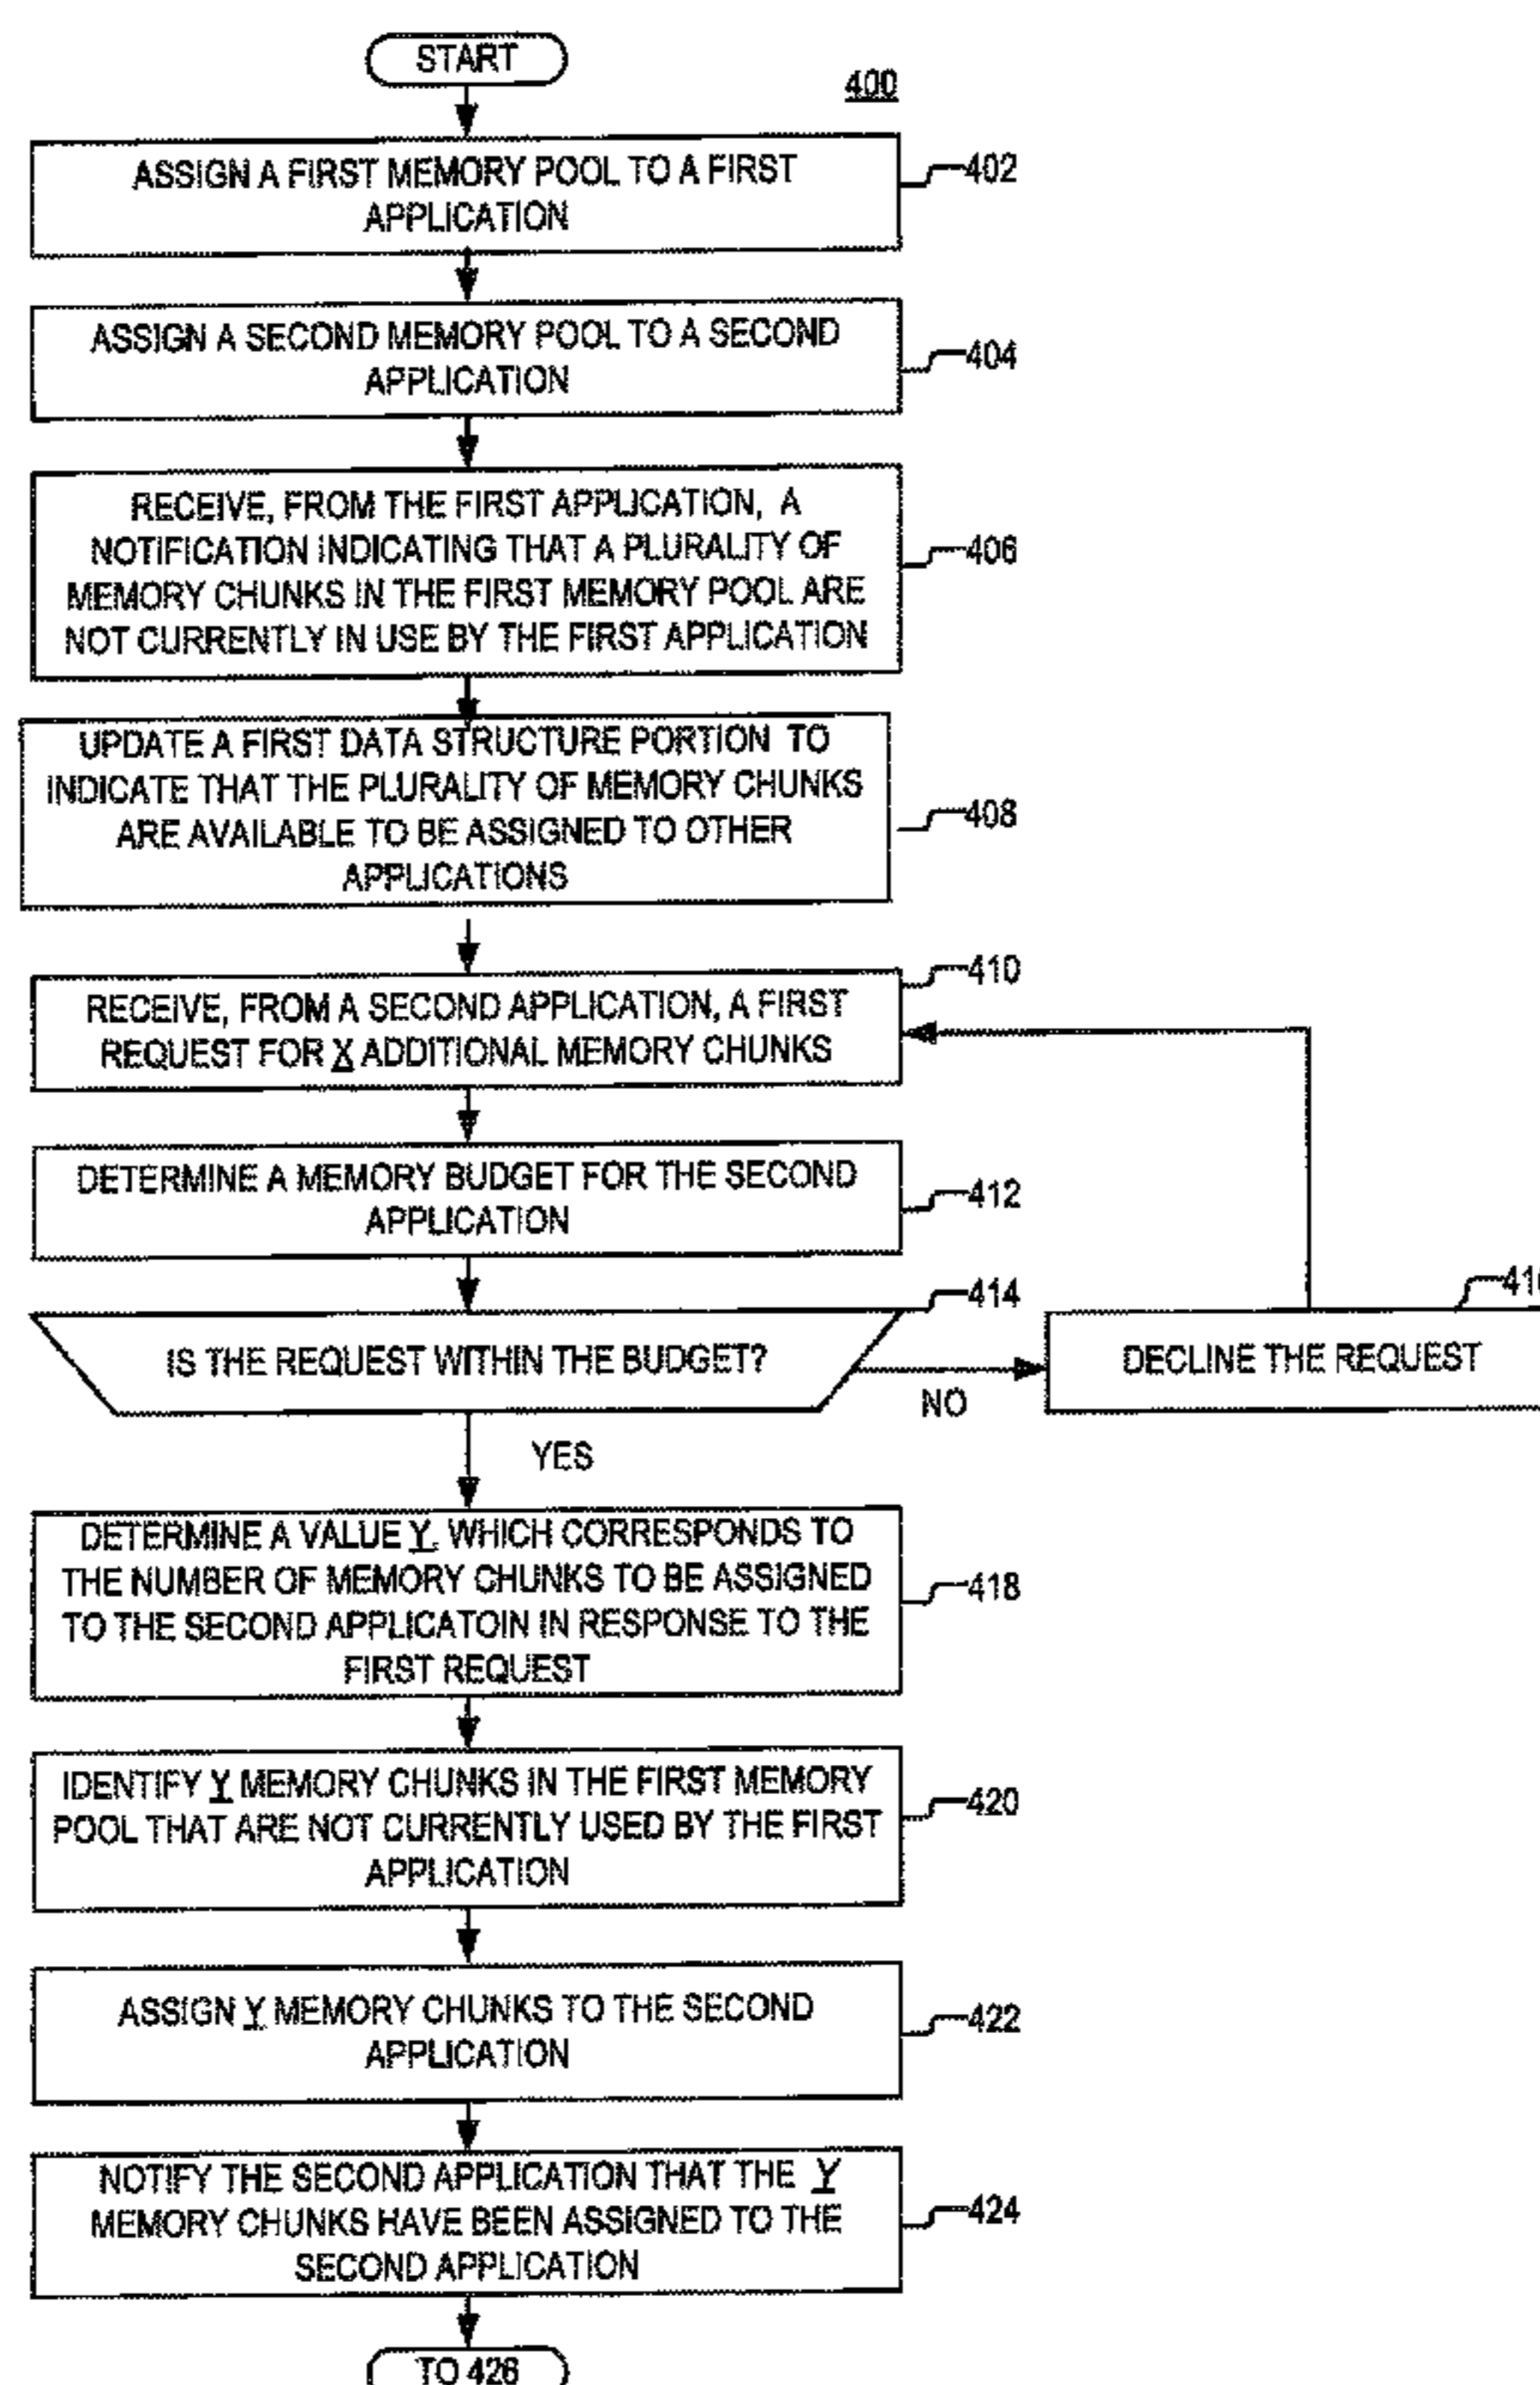 START
400
ASSIGN A FIRST MEMORY POOL TO A FIRST
APPLICATION
402
ASSIGN A SECOND MEMORY POOL TO A SECOND
APPLICATION
404
RECEIVE, FROM THE FIRST APPLICATION, A
NOTIFICATION INDICATING THAT A PLURALITY OF
MEMORY CHUNKS IN THE FIRST MEMORY POOL ARE
NOT CURRENTLY IN USE BY THE FIRST APPLICATION
406
UPDATE A FIRST DATA STRUCTURE PORTION TO
INDICATE THAT THE PLURALITY OF MEMORY CHUNKS
ARE AVAILABLE TO BE ASSIGNED TO OTHER
APPLICATIONS
408
RECEIVE, FROM A SECOND APPLICATION, A FIRST
REQUEST FOR X ADDITIONAL MEMORY CHUNKS
410
DETERMINE A MEMORY BUDGET FOR THE SECOND
APPLICATION
412
IS THE REQUEST WITHIN THE BUDGET?
414
NO
DECLINE THE REQUEST
YES
DETERMINE A VALUE Y, WHICH CORRESPONDS TO
THE NUMBER OF MEMORY CHUNKS TO BE ASSIGNED
TO THE SECOND APPLICATOIN IN RESPONSE TO THE
FIRST REQUEST
418
IDENTIFY Y MEMORY CHUNKS IN THE FIRST MEMORY
POOL THAT ARE NOT CURRENTLY USED BY THE FIRST
APPLICATION
420
ASSIGN Y MEMORY CHUNKS TO THE SECOND
APPLICATION
422
NOTIFY THE SECOND APPLICATION THAT THE Y
MEMORY CHUNKS HAVE BEEN ASSIGNED TO THE
SECOND APPLICATION
424
TO 426